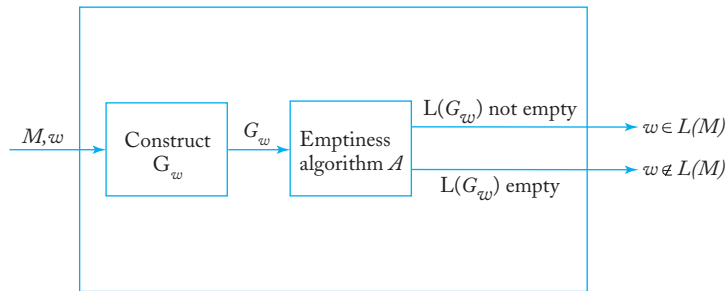 M, w
Construct
G_w
G_w
Emptiness
algorithm A
L(G_w) not empty
L(G_w) empty
w ∈ L(M)
w ∉ L(M)